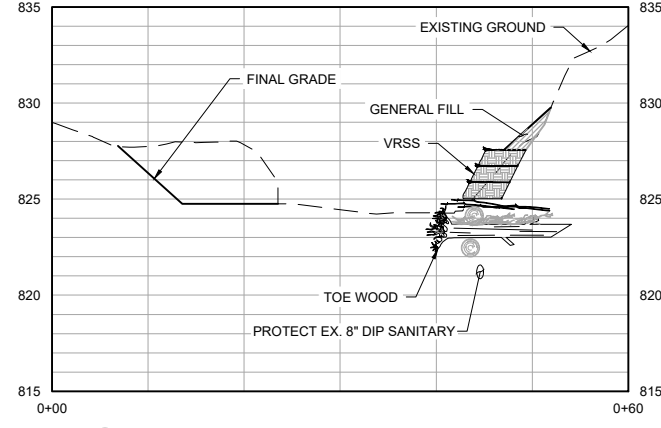 835
835
EXISTING GROUND
FINAL GRADE
830
830
GENERAL FILL
VRSS
825
825
820
820
TOE WOOD
PROTECT EX. 8" DIP SANITARY
815
815
0+00
0+60